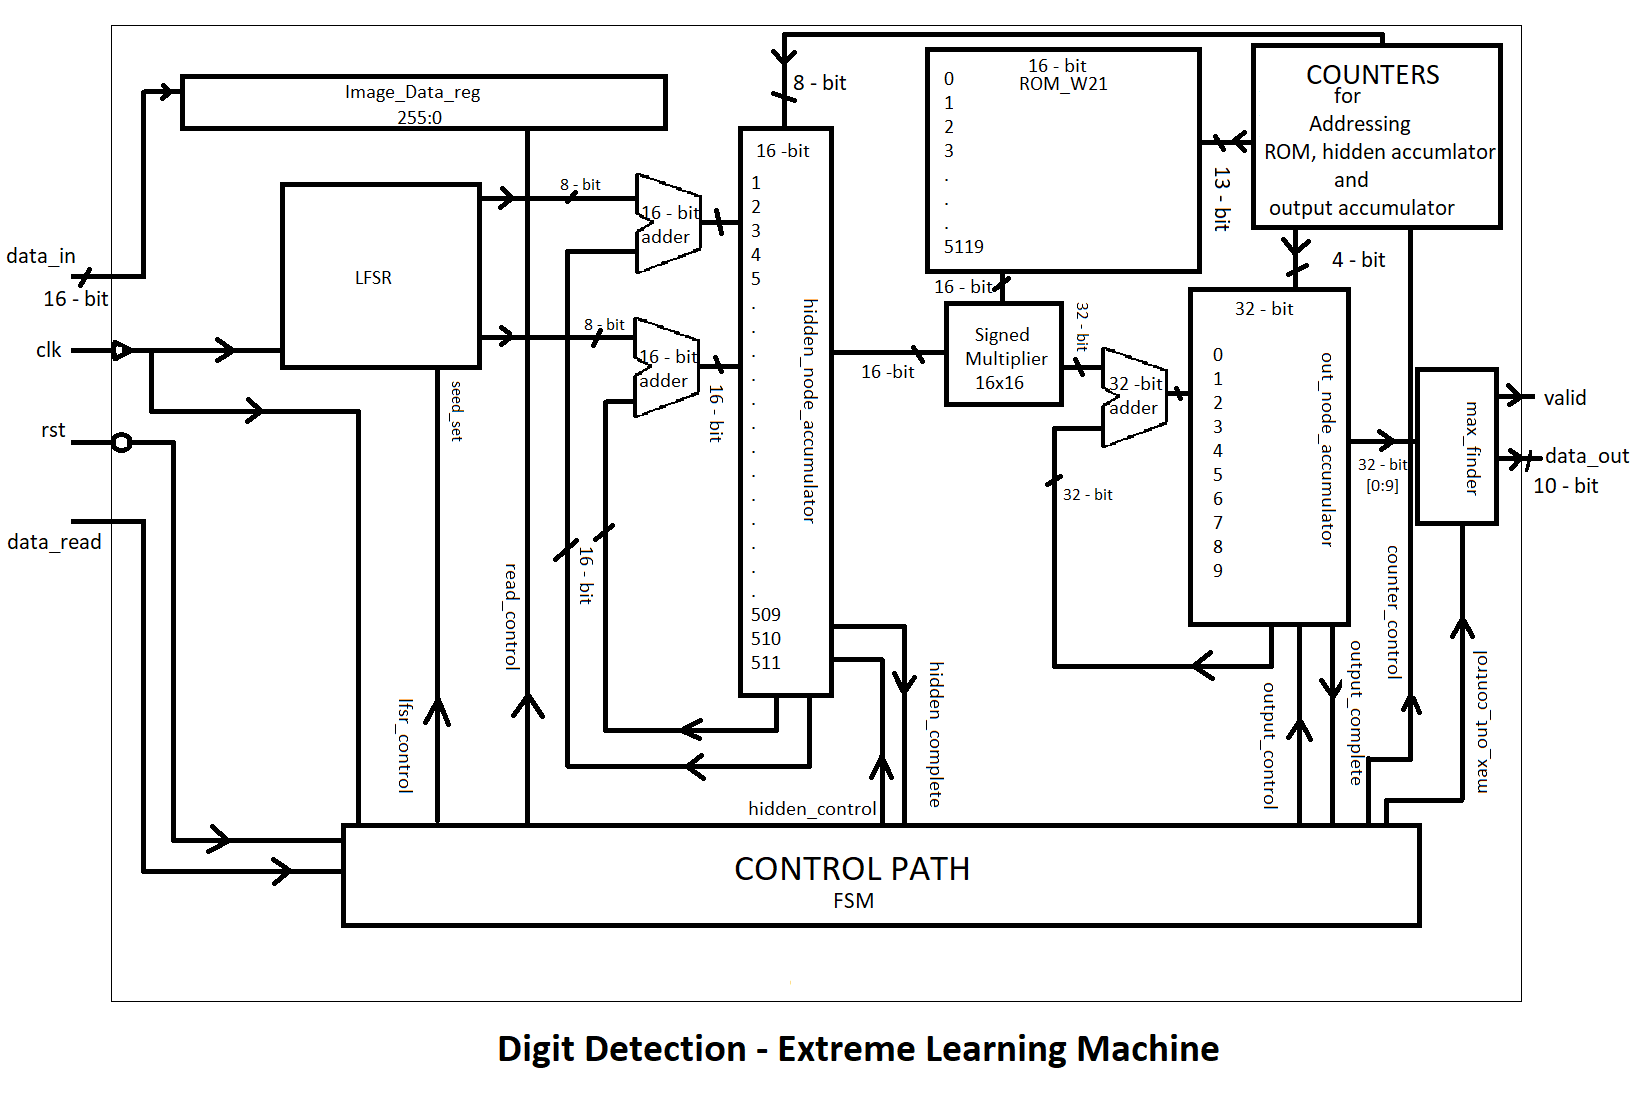 Image_Data_reg
255:0
8 - bit
16 - bit
ROM_W21
0
1
2
3
.
.
.
5119
COUNTERS
for
Addressing
ROM, hidden accumlator
and
output accumulator
13 - bit
data_in
16 - bit
LFSR
8 - bit
16 - bit
adder
8 - bit
16 - bit
adder
16 - bit
16 -bit
1
2
3
4
5
.
.
.
.
.
.
.
.
.
.
.
.
.
509
510
511
hidden_node_accumulator
16 - bit
Signed
Multiplier
16x16
16 -bit
32 - bit
32 -bit
adder
32 - bit
4 - bit
32 - bit
0
1
2
3
4
5
6
7
8
9
out_node_accumulator
32 - bit
[0:9]
max_finder
valid
data_out
10 - bit
clk
rst
data_read
seed_set
lfsr_control
read_control
16 - bit
hidden_control
hidden_complete
output_control
output_complete
counter_control
max_out_control
CONTROL PATH
FSM
Digit Detection - Extreme Learning Machine